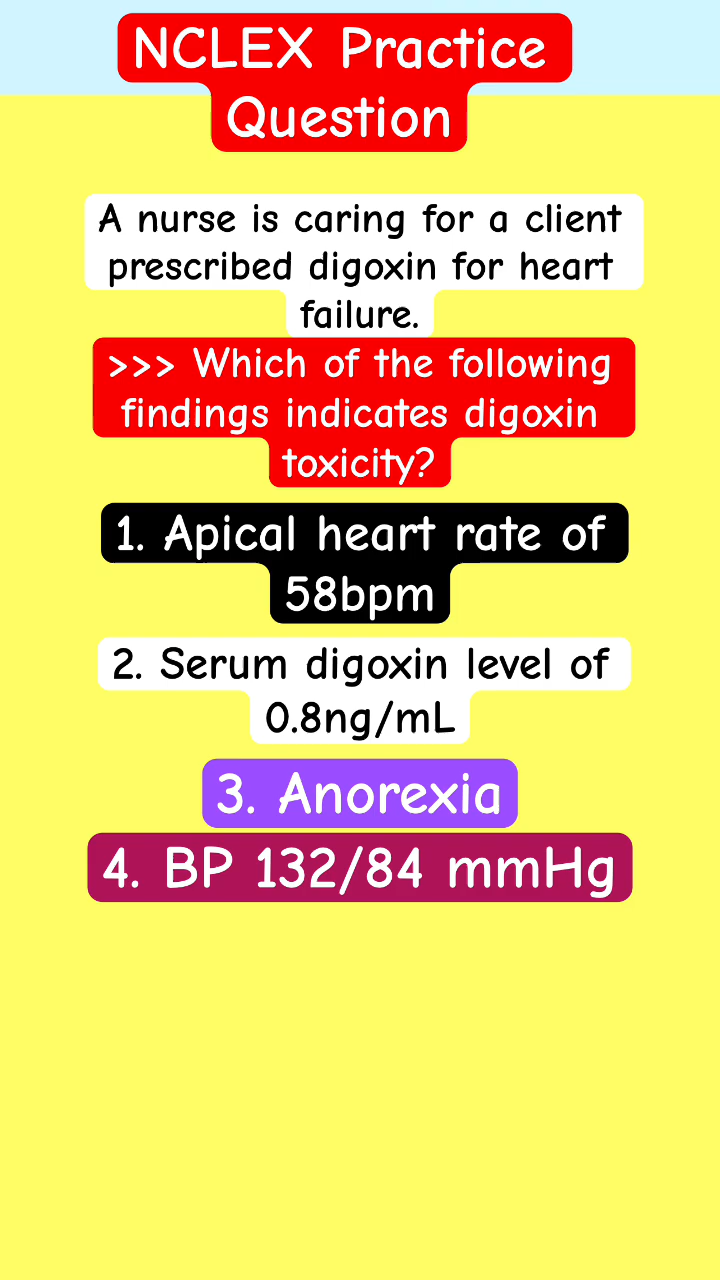 NCLEX Practice
Question
A nurse is caring for a client
prescribed digoxin for heart
failure.
>>> Which of the following
findings indicates digoxin
toxicity?
1. Apical heart rate of
58bpm
2. Serum digoxin level of
0.8ng/mL
3. Anorexia
4. BP 132/84 mmHg